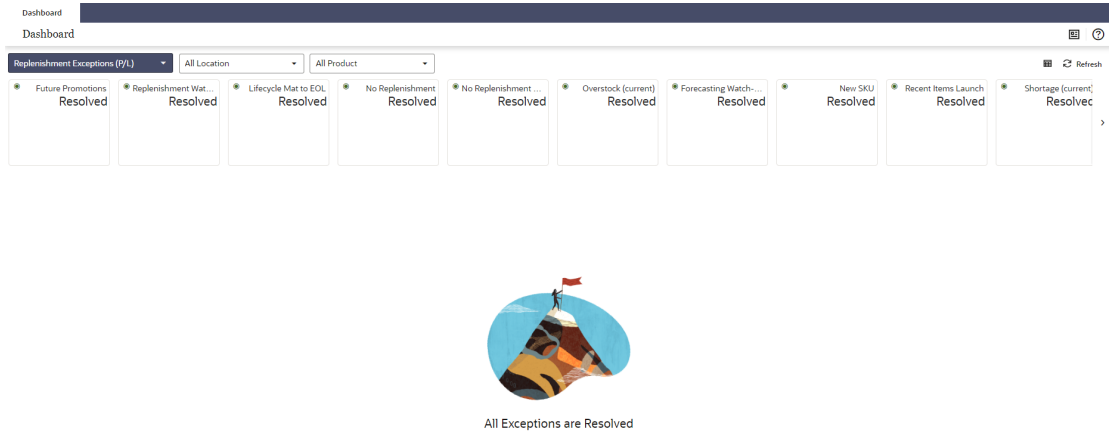 Dashboard
Dashboard
Replenishment Exceptions (P/L)
All Location
All Product
Refresh
Future Promotions
Resolved
Replenishment Wat...
Resolved
Lifecycle Mat to EOL
Resolved
No Replenishment
Resolved
No Replenishment ...
Resolved
Overstock (current)
Resolved
Forecasting Watch-...
Resolved
New SKU
Resolved
Recent Items Launch
Resolved
Shortage (current)
Resolved
All Exceptions are Resolved